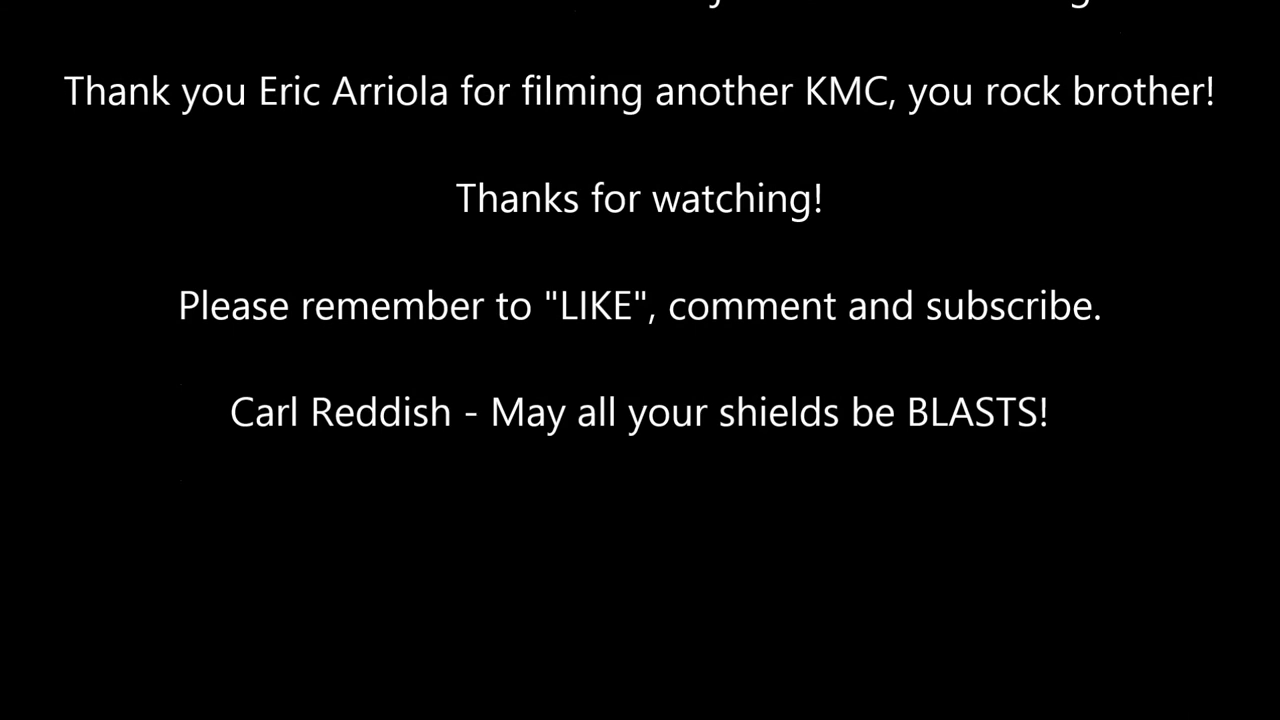 Thank you Eric Arriola for filming another KMC, you rock brother!
Thanks for watching!
Please remember to "LIKE", comment and subscribe.
Carl Reddish - May all your shields be BLASTS!